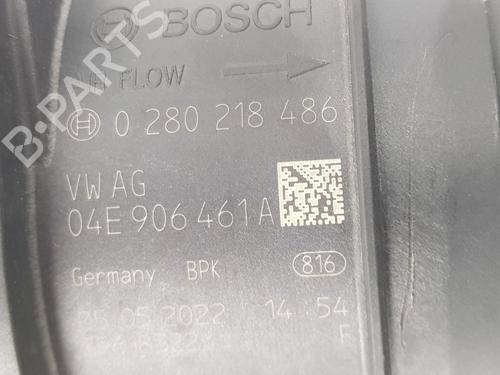 BOSCH
FLOW
0 280 218 486
VW AG
04E 906 461 A
Germany BPK 816
25.05.2022 14:54
F
B-PARTS